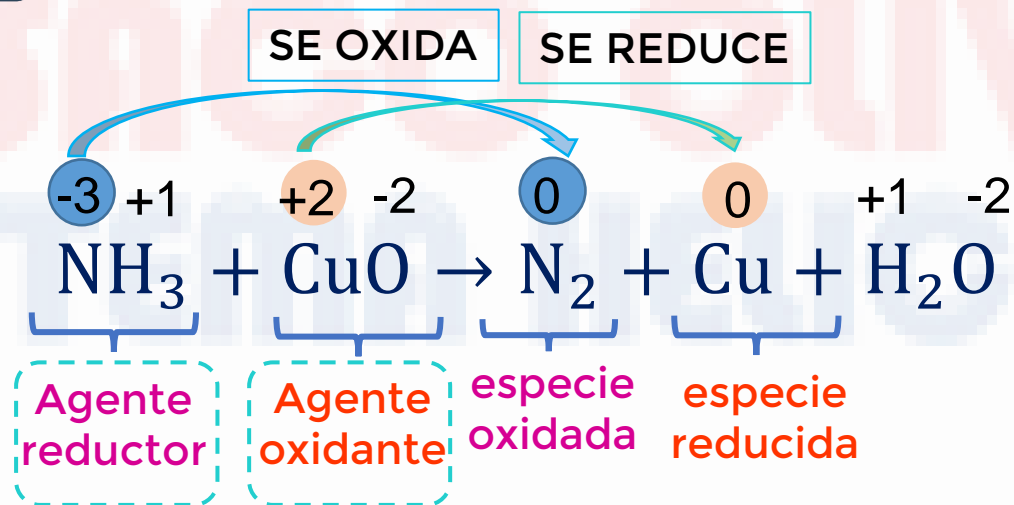 SE OXIDA SE REDUCE
-3 +1 +2 -2 0 0 +1 -2
NH₃ + CuO → N₂ + Cu + H₂O
Agente
reductor
Agente
oxidante
especie
oxidada
especie
reducida